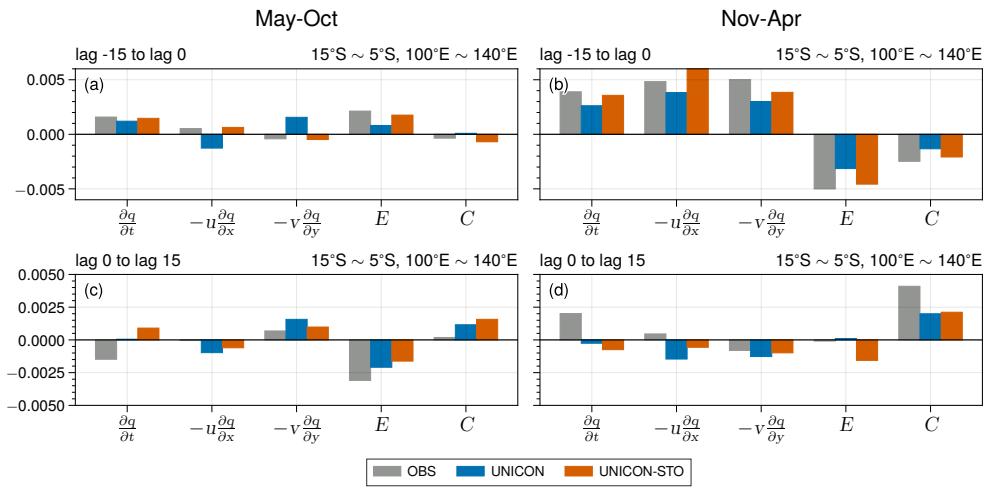 May-Oct
Nov-Apr
lag -15 to lag 0
15°S ∼ 5°S, 100°E ∼ 140°E
lag -15 to lag 0
15°S ∼ 5°S, 100°E ∼ 140°E
(a)
(b)
0.005
0.000
−0.005
∂q/∂t
−u ∂q/∂x
−v ∂q/∂y
E
C
∂q/∂t
−u ∂q/∂x
−v ∂q/∂y
E
C
lag 0 to lag 15
15°S ∼ 5°S, 100°E ∼ 140°E
lag 0 to lag 15
15°S ∼ 5°S, 100°E ∼ 140°E
(c)
(d)
0.0050
0.0025
0.0000
−0.0025
−0.0050
∂q/∂t
−u ∂q/∂x
−v ∂q/∂y
E
C
∂q/∂t
−u ∂q/∂x
−v ∂q/∂y
E
C
OBS
UNICON
UNICON-STO